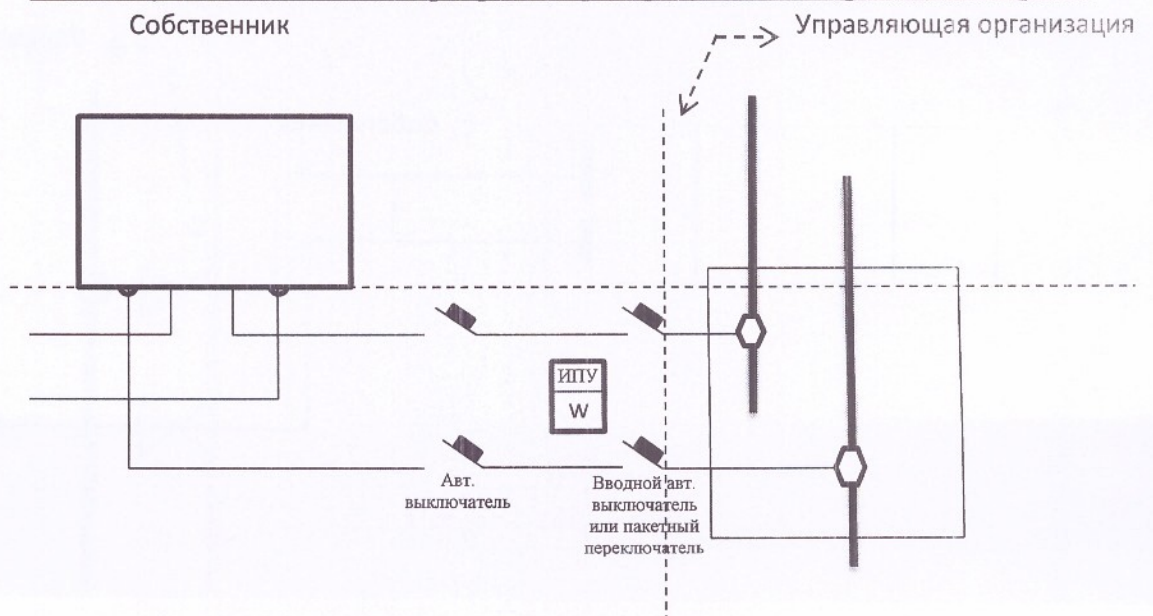 Собственник
Управляющая организация
ИПУ
W
Авт.
выключатель
Вводной авт.
выключатель
или пакетный
переключатель